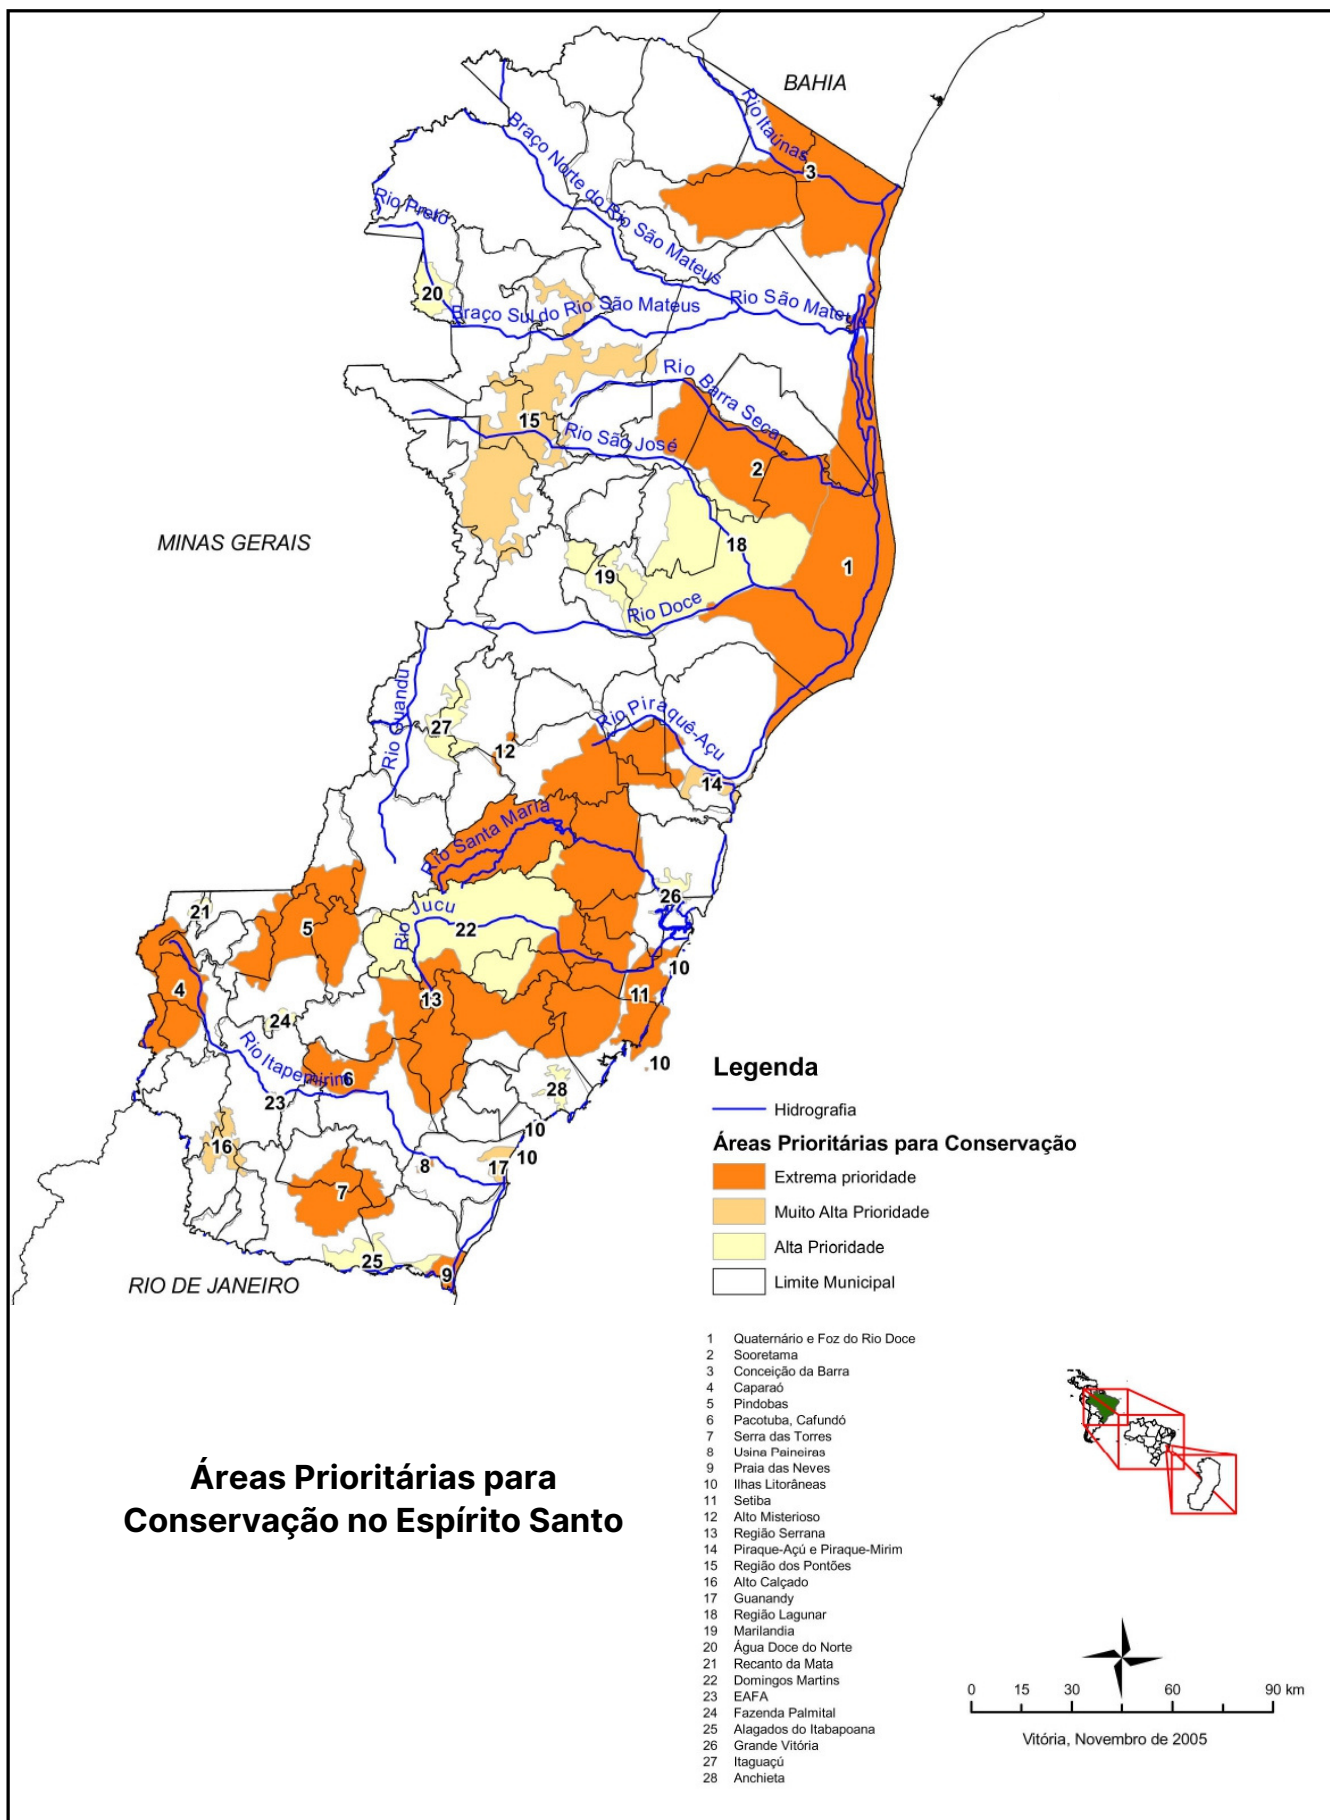 BAHIA
Rio Itaúnas
3
Braço Norte do Rio São Mateus
Rio Preto
20
Braço Sul do Rio São Mateus
Rio São Mateus
Rio Barra Seca
15
Rio São José
2
MINAS GERAIS
18
1
19
Rio Doce
Rio Guandu
27
12
Rio Piraquê-Açu
14
Rio Santa Maria
26
21
5
Rio Jucu
22
10
4
13
11
24
Rio Itapemirim
6
10
23
28
10
16
8
17
10
7
25
9
RIO DE JANEIRO
Legenda
Hidrografia
Áreas Prioritárias para Conservação
Extrema prioridade
Muito Alta Prioridade
Alta Prioridade
Limite Municipal
1 Quaternário e Foz do Rio Doce
2 Sooretama
3 Conceição da Barra
4 Caparaó
5 Pindobas
6 Pacotuba, Cafundó
7 Serra das Torres
8 Usina Paineiras
9 Praia das Neves
10 Ilhas Litorâneas
11 Setiba
12 Alto Misterioso
13 Região Serrana
14 Piraque-Açú e Piraque-Mirim
15 Região dos Pontões
16 Alto Calçado
17 Guanandy
18 Região Lagunar
19 Marilandia
20 Água Doce do Norte
21 Recanto da Mata
22 Domingos Martins
23 EAFA
24 Fazenda Palmital
25 Alagados do Itabapoana
26 Grande Vitória
27 Itaguaçú
28 Anchieta
Áreas Prioritárias para
Conservação no Espírito Santo
0 15 30 60 90 km
Vitória, Novembro de 2005